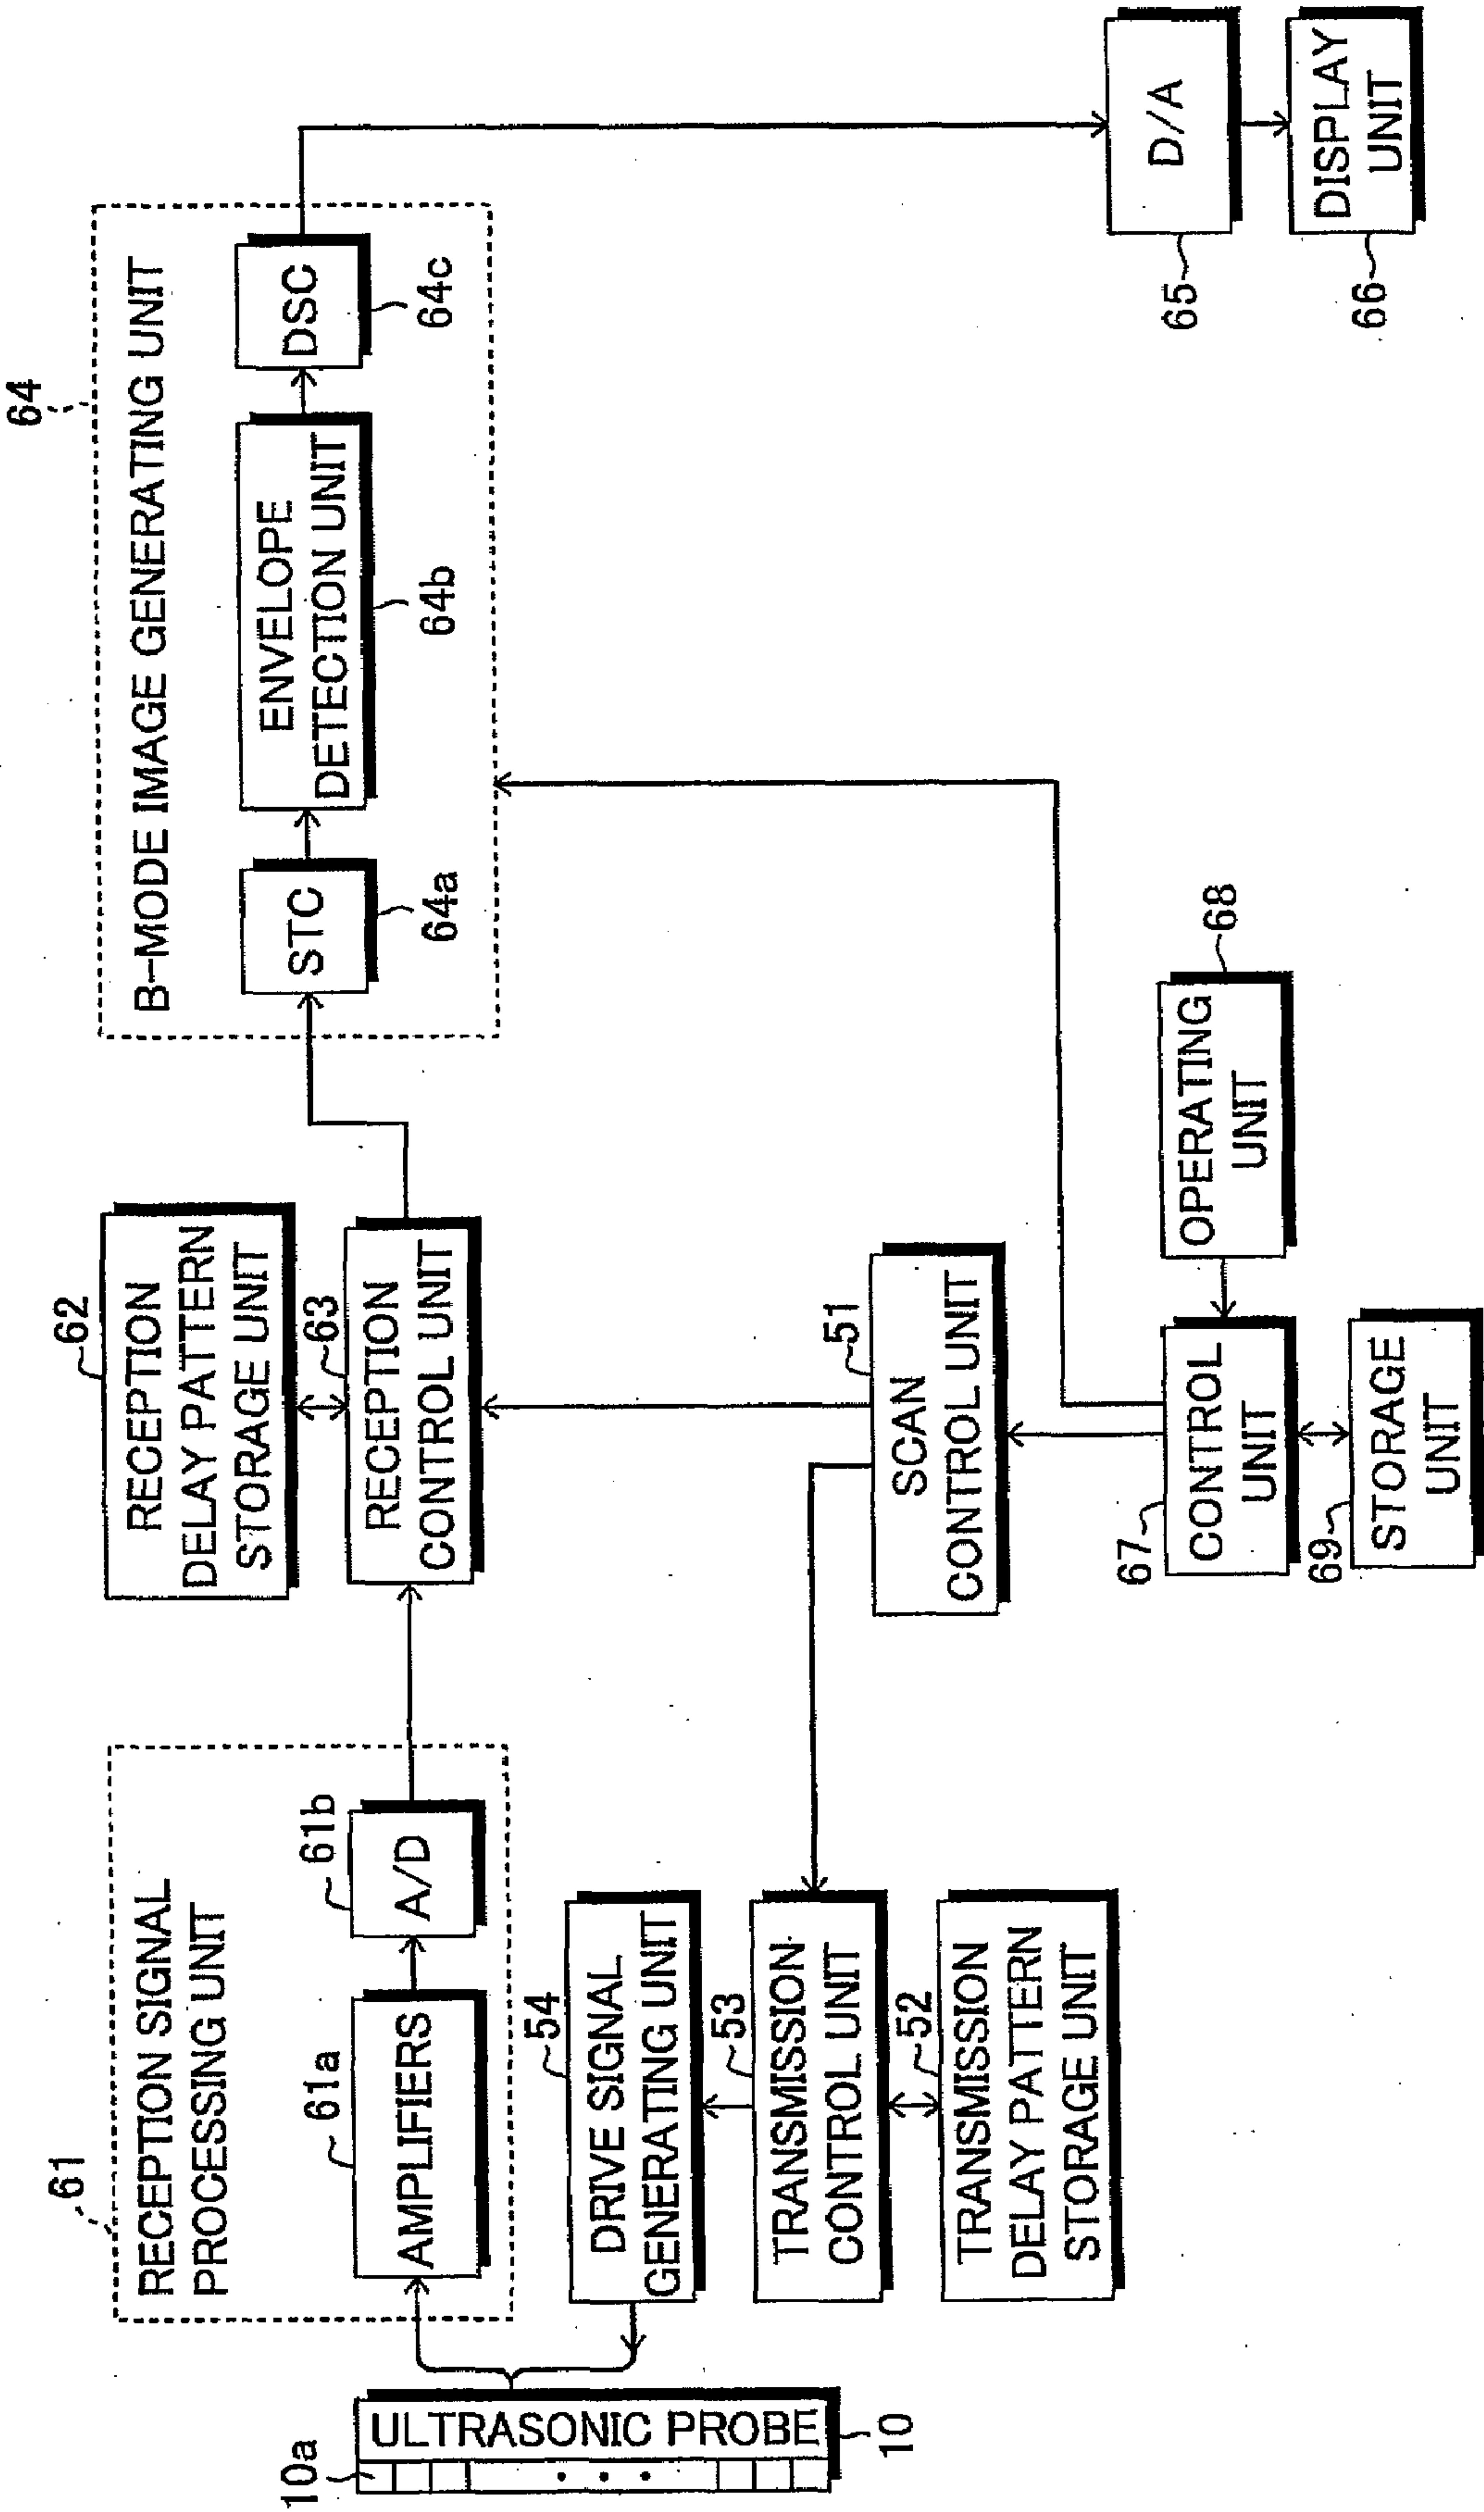 61
RECEPTION SIGNAL
PROCESSING UNIT
61a
AMPLIFIERS
61b
A/D
10a
ULTRASONIC PROBE
10
54
DRIVE SIGNAL
GENERATING UNIT
53
TRANSMISSION
CONTROL UNIT
52
TRANSMISSION
DELAY PATTERN
STORAGE UNIT
62
RECEPTION
DELAY PATTERN
STORAGE UNIT
63
RECEPTION
CONTROL UNIT
51
SCAN
CONTROL UNIT
67
CONTROL
UNIT
69
STORAGE
UNIT
68
OPERATING
UNIT
64
B-MODE IMAGE GENERATING UNIT
STC
64a
ENVELOPE
DETECTION UNIT
64b
DSC
64c
D/A
65
DISPLAY
UNIT
66